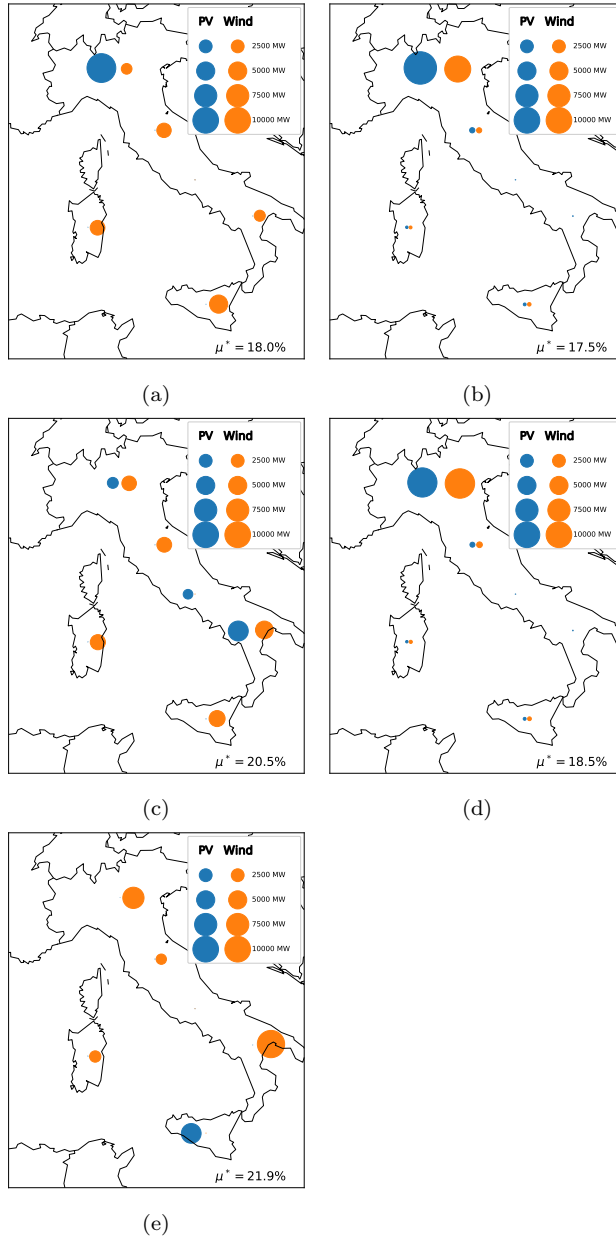 PV Wind
2500 MW
5000 MW
7500 MW
10000 MW
μ* = 18.0%
(a)
PV Wind
2500 MW
5000 MW
7500 MW
10000 MW
μ* = 17.5%
(b)
PV Wind
2500 MW
5000 MW
7500 MW
10000 MW
μ* = 20.5%
(c)
PV Wind
2500 MW
5000 MW
7500 MW
10000 MW
μ* = 18.5%
(d)
PV Wind
2500 MW
5000 MW
7500 MW
10000 MW
μ* = 21.9%
(e)